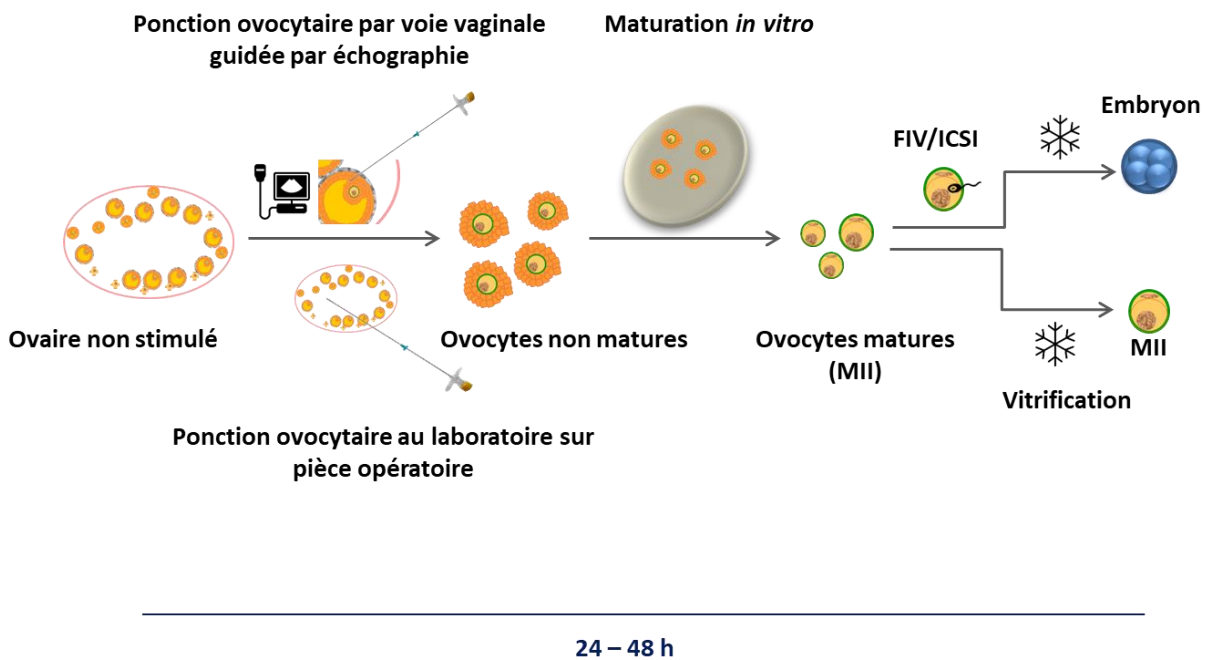 Ponction ovocytaire par voie vaginale
guidée par échographie
Maturation in vitro
FIV/ICSI
Embryon
Ovaire non stimulé
Ovocytes non matures
Ovocytes matures
(MII)
MII
Vitrification
Ponction ovocytaire au laboratoire sur
pièce opératoire
24 – 48 h